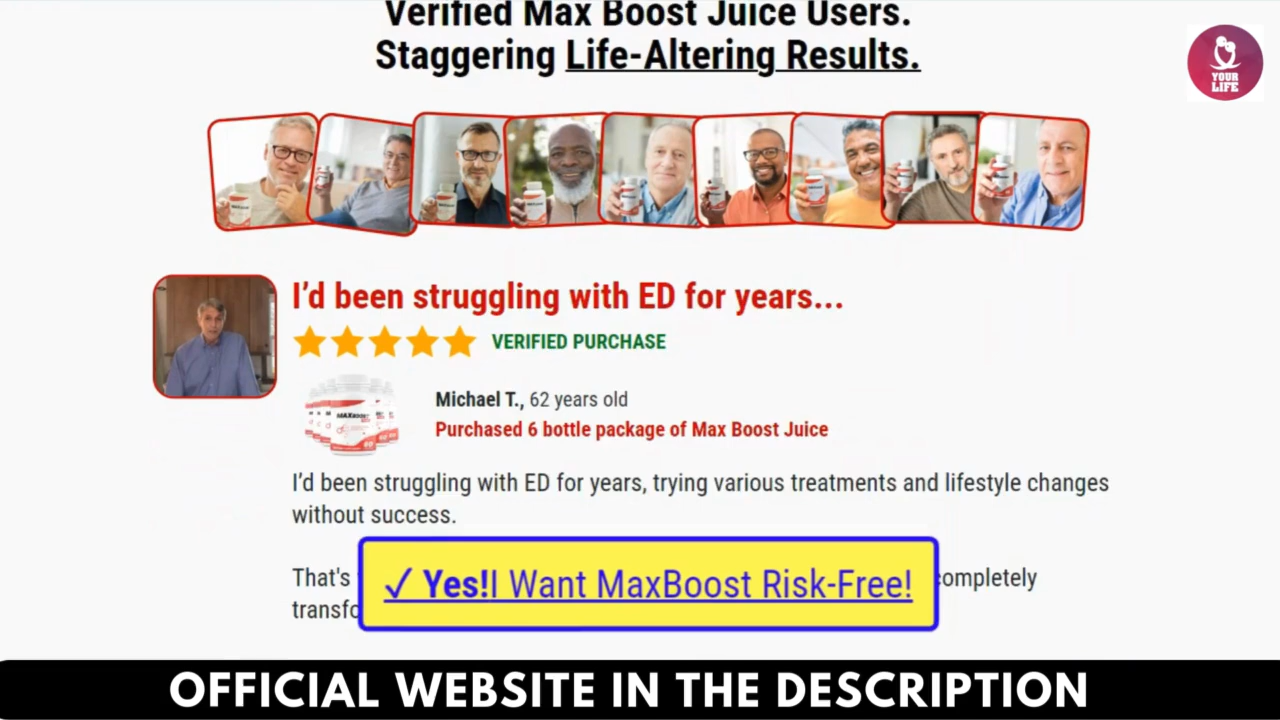 Verified Max Boost Juice Users.
Staggering Life-Altering Results.
YOUR
LIFE
I'd been struggling with ED for years...
VERIFIED PURCHASE
MAXBOOST
Michael T., 62 years old
Purchased 6 bottle package of Max Boost Juice
I'd been struggling with ED for years, trying various treatments and lifestyle changes
without success.
That's
completely
transfo
✓ Yes!I Want MaxBoost Risk-Free!
OFFICIAL WEBSITE IN THE DESCRIPTION